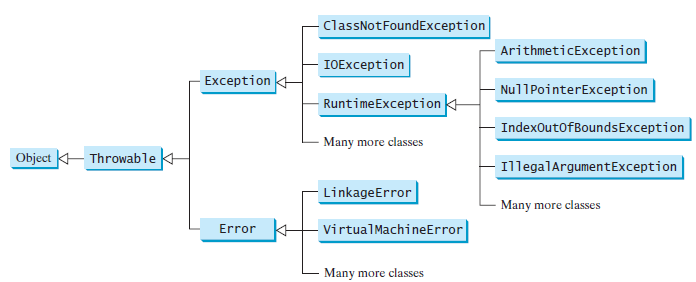 ClassNotFoundException
ArithmeticException
IOException
Exception
NullPointerException
RuntimeException
IndexOutOfBoundsException
Many more classes
Object
Throwable
IllegalArgumentException
LinkageError
Many more classes
Error
VirtualMachineError
Many more classes